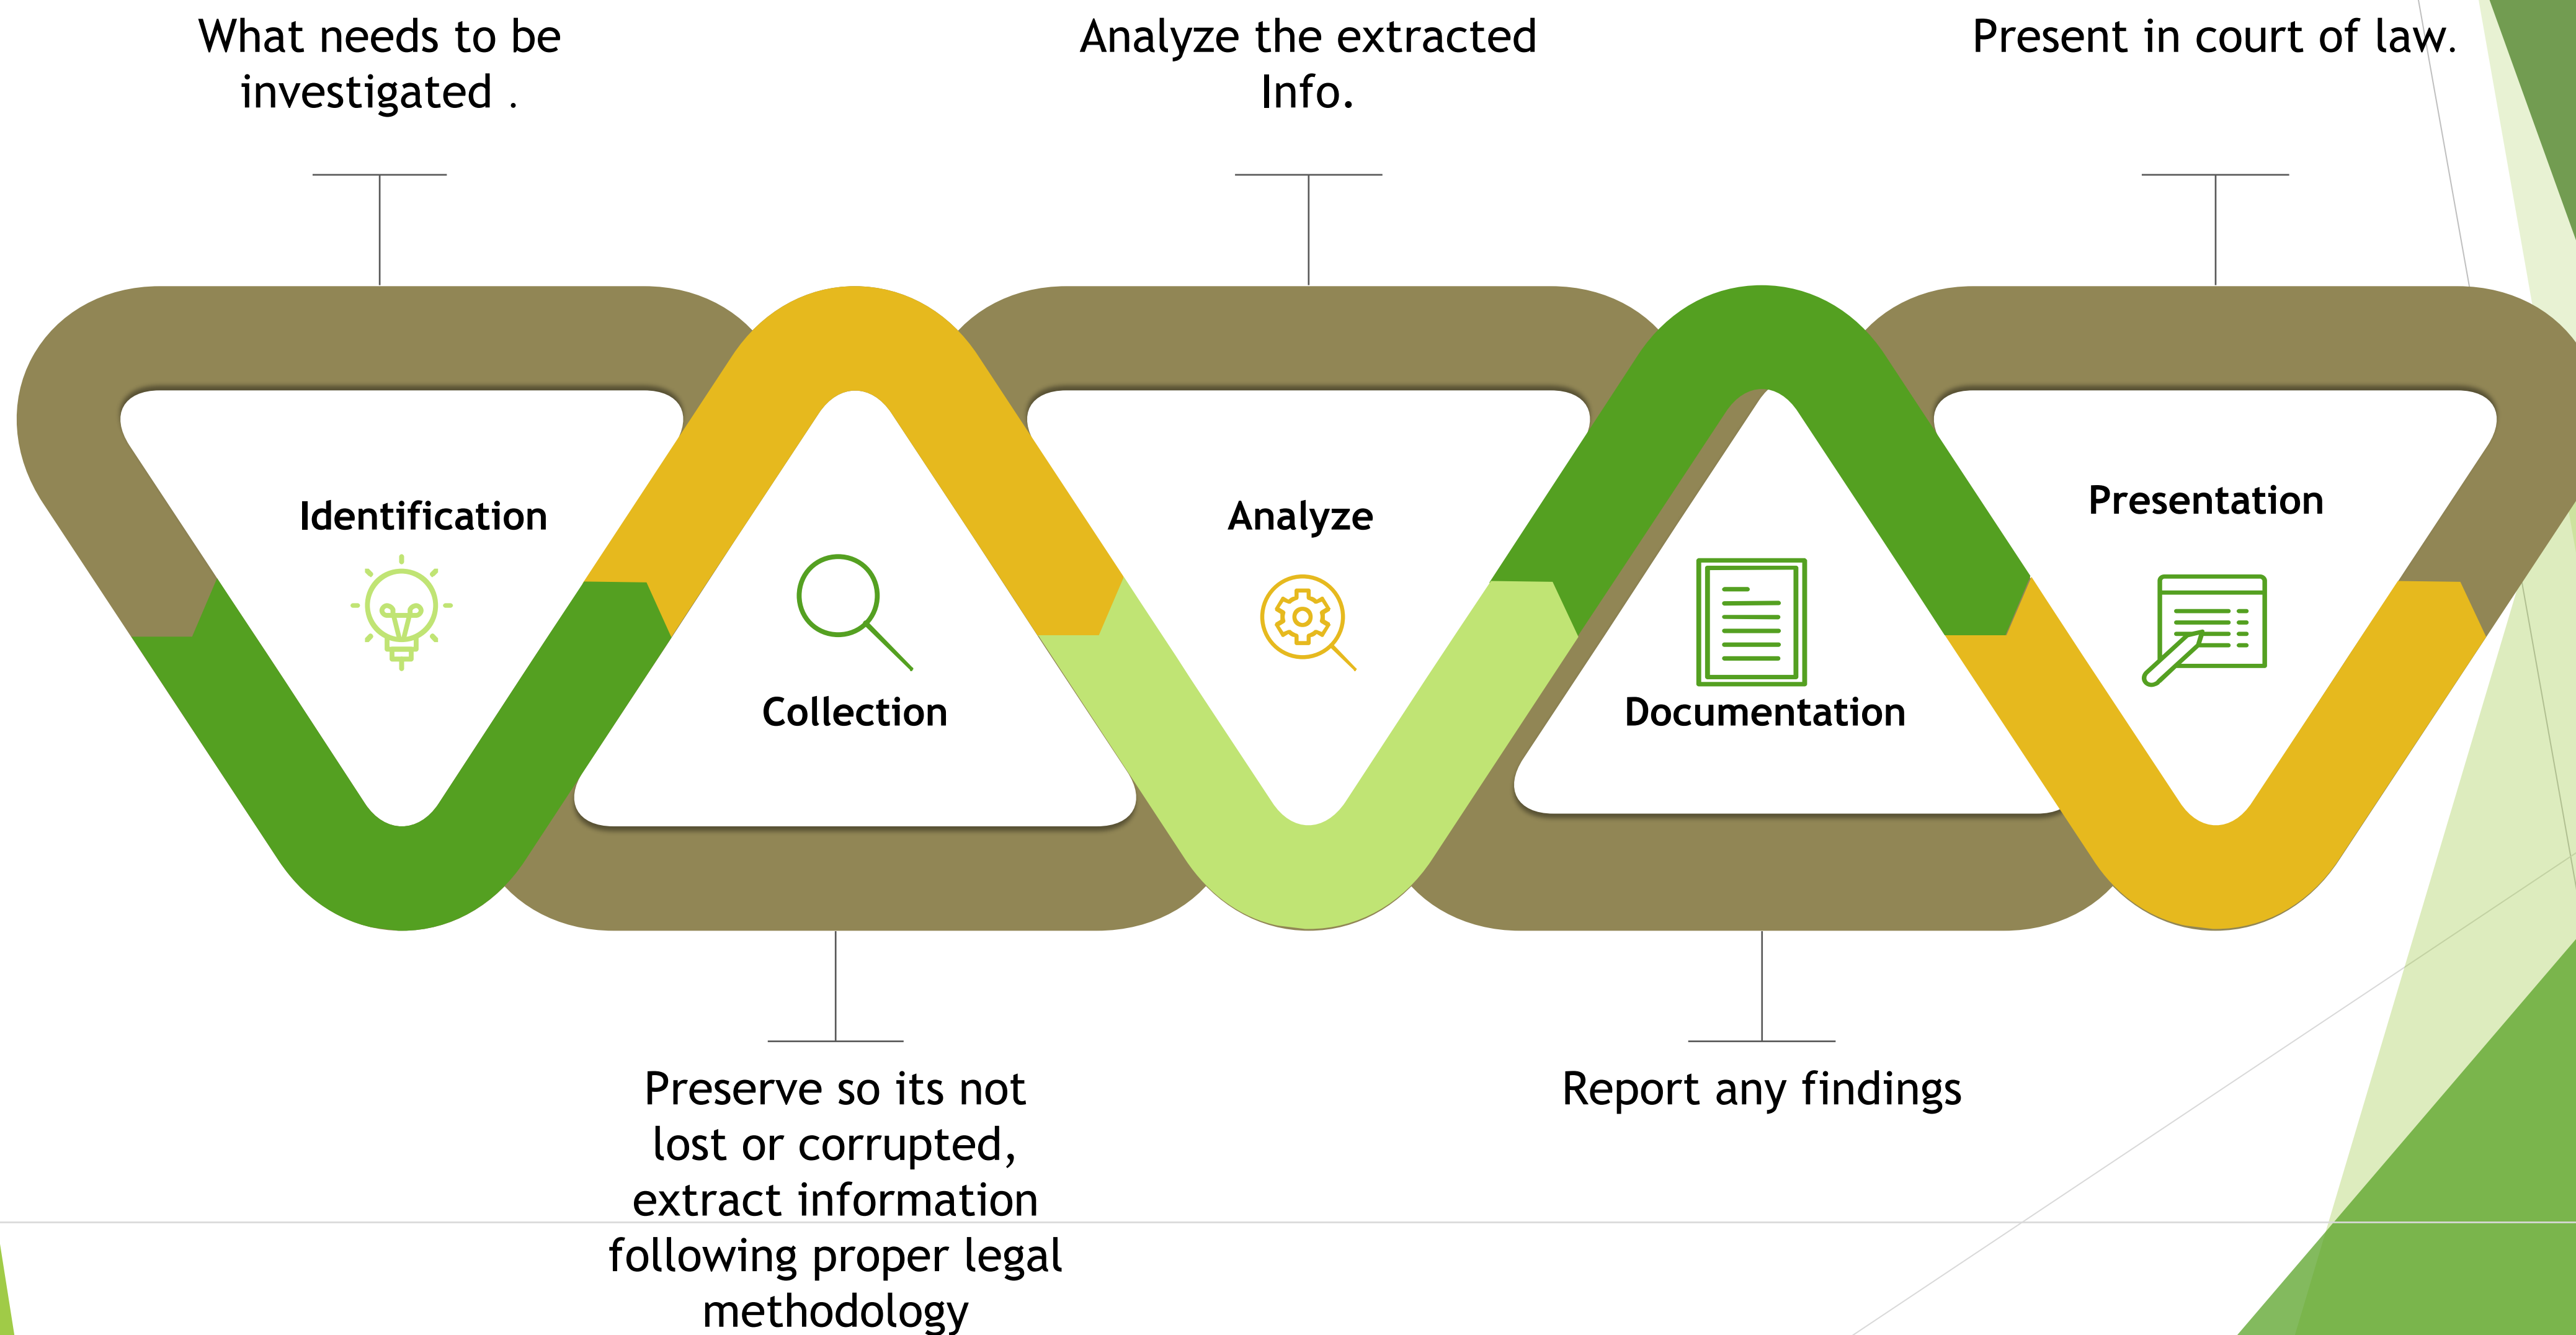 What needs to be
investigated .
Analyze the extracted
Info.
Present in court of law.
Identification
Analyze
Presentation
Collection
Documentation
Preserve so its not
lost or corrupted,
extract information
following proper legal
methodology
Report any findings